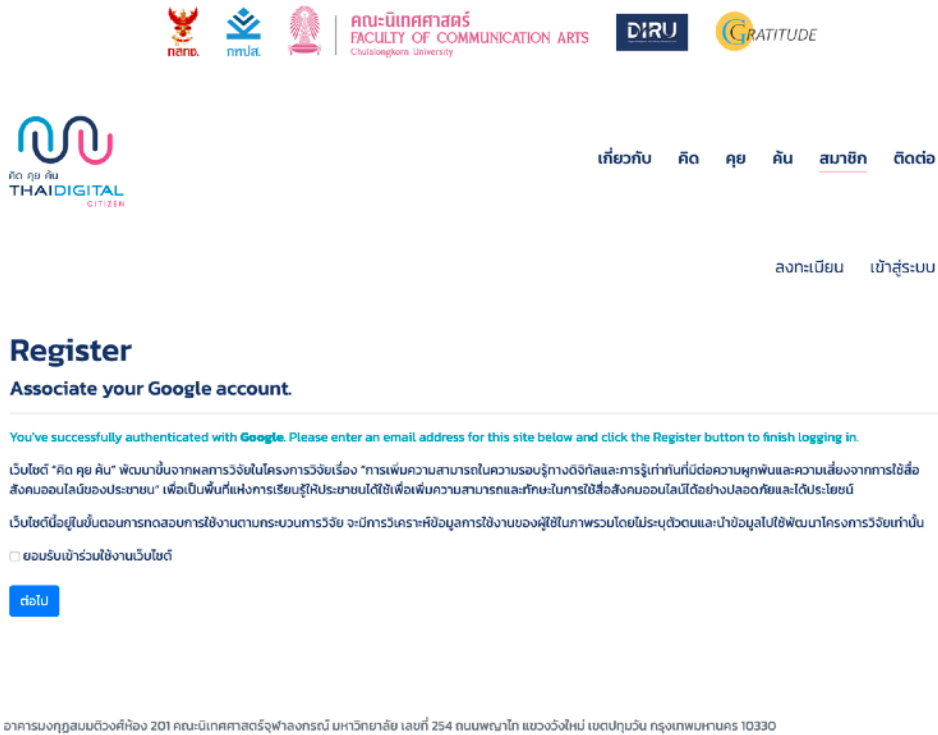 กสทช.
กทปส.
คณะนิเทศศาสตร์
FACULTY OF COMMUNICATION ARTS
Chulalongkorn University
DIRU
GRATITUDE
คิด คุย ค้น
THAIDIGITAL
CITIZEN
เกี่ยวกับ คิด คุย ค้น สมาชิก ติดต่อ
ลงทะเบียน เข้าสู่ระบบ
Register
Associate your Google account.
You've successfully authenticated with Google. Please enter an email address for this site below and click the Register button to finish logging in.
เว็บไซต์ "คิด คุย ค้น" พัฒนาขึ้นจากผลการวิจัยในโครงการวิจัยเรื่อง "การเพิ่มความสามารถในความรอบรู้ทางดิจิทัลและการรู้เท่าทันที่มีต่อความผูกพันและความเสี่ยงจากการใช้สื่อ
สังคมออนไลน์ของประชาชน" เพื่อเป็นพื้นที่แห่งการเรียนรู้ให้ประชาชนได้ใช้เพื่อเพิ่มความสามารถและทักษะในการใช้สื่อสังคมออนไลน์ได้อย่างปลอดภัยและได้ประโยชน์
เว็บไซต์นี้อยู่ในขั้นตอนการทดสอบการใช้งานตามกระบวนการวิจัย จะมีการวิเคราะห์ข้อมูลการใช้งานของผู้ใช้ในภาพรวมโดยไม่ระบุตัวตนและนำข้อมูลไปใช้พัฒนาโครงการวิจัยเท่านั้น
ยอมรับเข้าร่วมใช้งานเว็บไซต์
ต่อไป
อาคารมงกุฎสมมติวงศ์ห้อง 201 คณะนิเทศศาสตร์จุฬาลงกรณ์ มหาวิทยาลัย เลขที่ 254 ถนนพญาไท แขวงวังใหม่ เขตปทุมวัน กรุงเทพมหานคร 10330